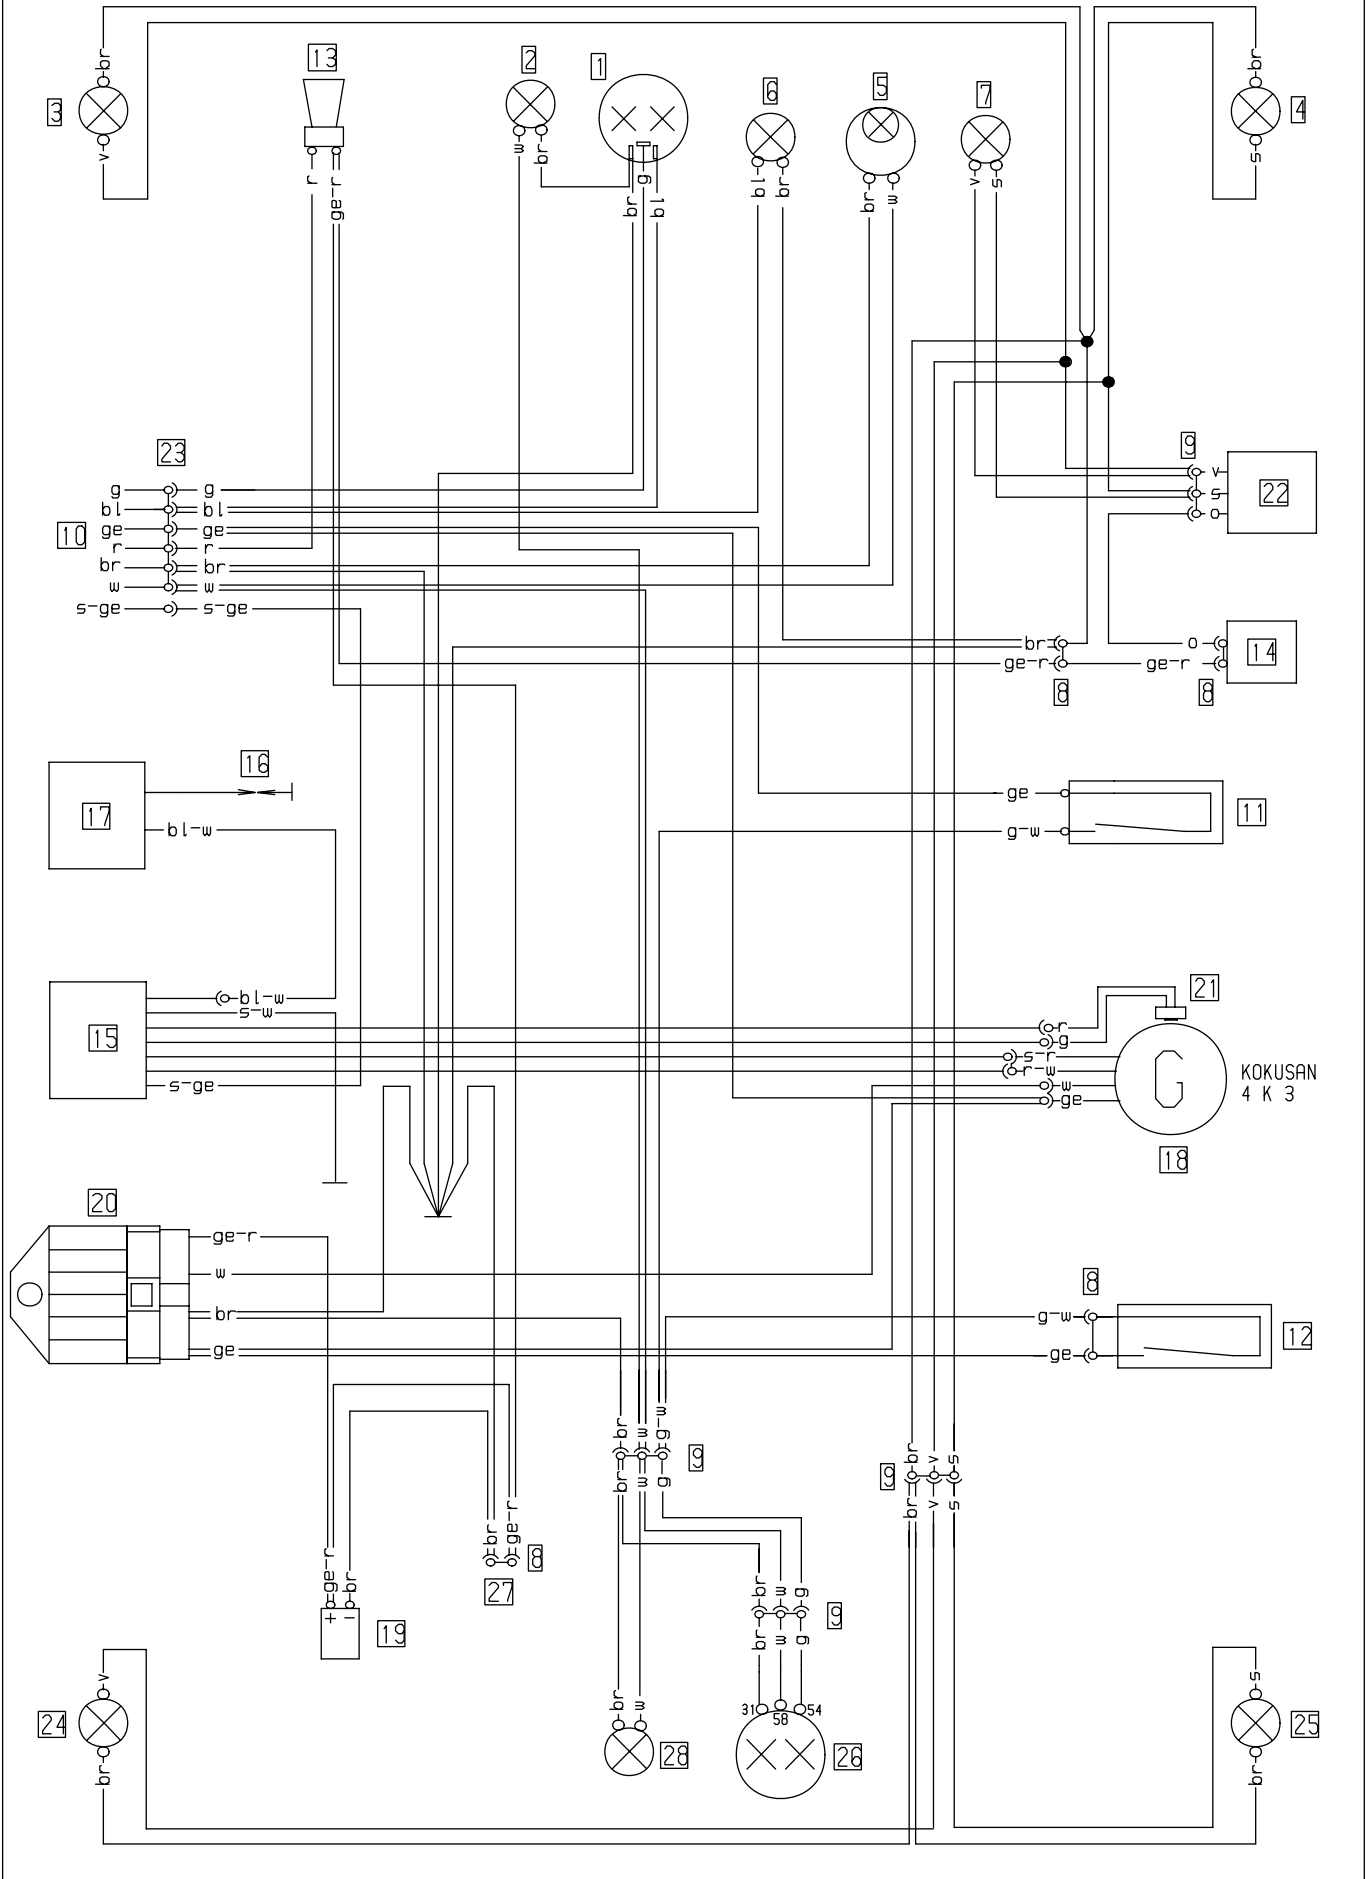 br
br
13
2
1
3
6
5
7
4
v
r
ge-r
w
br
br
g
bl
bl
br
br
w
v
s
s
23
9
10
g
g
bl
bl
ge
ge
r
r
br
br
w
w
s-ge
s-ge
v
s
o
22
br
o
14
ge-r
ge-r
8
8
16
17
bl-w
ge
11
g-w
21
bl-w
s-w
r
15
g
s-r
r-w
w
s-ge
ge
G
KOKUSAN
4 K 3
18
20
ge-r
w
8
br
g-w
12
ge
ge
br
w
g-w
9
br
v
s
9
br
w
g
br
v
s
br
ge-r
8
27
ge-r
br
+
-
19
br
w
g
9
br
w
g
v
s
br
w
31
58
54
24
28
26
25
br
br